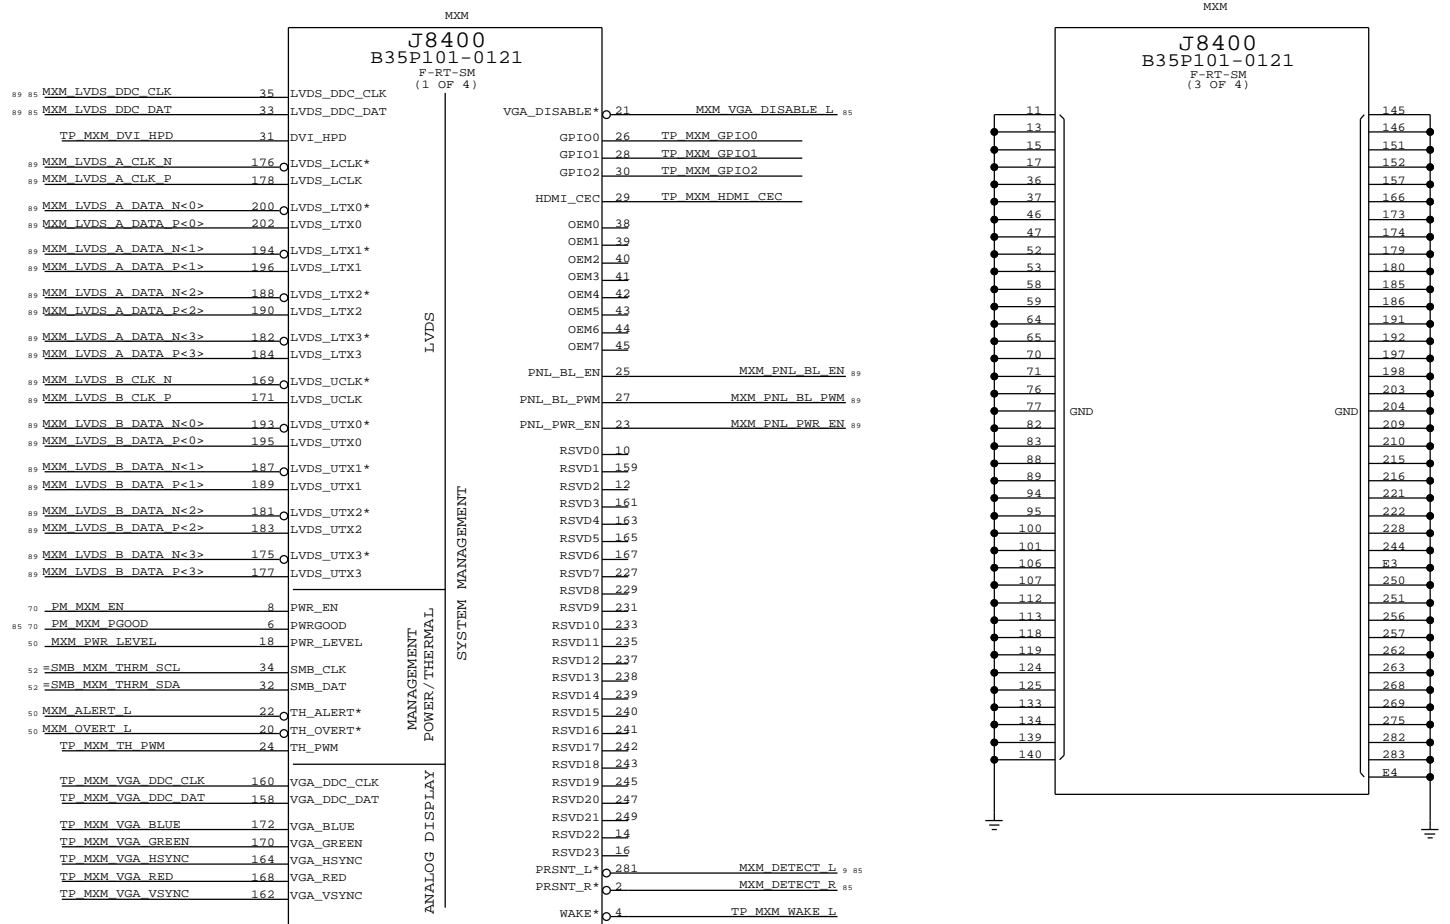 MXM
J8400
B35P101-0121
F-RT-SM
(1 OF 4)
89 85 MXM_LVDS_DDC_CLK 35 LVDS_DDC_CLK
89 85 MXM_LVDS_DDC_DAT 33 LVDS_DDC_DAT
TP_MXM_DVI_HPD 31 DVI_HPD
89 MXM_LVDS_A_CLK_N 176 LVDS_LCLK*
89 MXM_LVDS_A_CLK_P 178 LVDS_LCLK
89 MXM_LVDS_A_DATA_N<0> 200 LVDS_LTX0*
89 MXM_LVDS_A_DATA_P<0> 202 LVDS_LTX0
89 MXM_LVDS_A_DATA_N<1> 194 LVDS_LTX1*
89 MXM_LVDS_A_DATA_P<1> 196 LVDS_LTX1
89 MXM_LVDS_A_DATA_N<2> 188 LVDS_LTX2*
89 MXM_LVDS_A_DATA_P<2> 190 LVDS_LTX2
89 MXM_LVDS_A_DATA_N<3> 182 LVDS_LTX3*
89 MXM_LVDS_A_DATA_P<3> 184 LVDS_LTX3
89 MXM_LVDS_B_CLK_N 169 LVDS_UCLK*
89 MXM_LVDS_B_CLK_P 171 LVDS_UCLK
89 MXM_LVDS_B_DATA_N<0> 193 LVDS_UTX0*
89 MXM_LVDS_B_DATA_P<0> 195 LVDS_UTX0
89 MXM_LVDS_B_DATA_N<1> 187 LVDS_UTX1*
89 MXM_LVDS_B_DATA_P<1> 189 LVDS_UTX1
89 MXM_LVDS_B_DATA_N<2> 181 LVDS_UTX2*
89 MXM_LVDS_B_DATA_P<2> 183 LVDS_UTX2
89 MXM_LVDS_B_DATA_N<3> 175 LVDS_UTX3*
89 MXM_LVDS_B_DATA_P<3> 177 LVDS_UTX3
70 PM_MXM_EN 8 PWR_EN
85 70 PM_MXM_PGOOD 6 PWRGOOD
50 MXM_PWR_LEVEL 18 PWR_LEVEL
52 =SMB_MXM_THRM_SCL 34 SMB_CLK
52 =SMB_MXM_THRM_SDA 32 SMB_DAT
50 MXM_ALERT_L 22 TH_ALERT*
50 MXM_OVERT_L 20 TH_OVERT*
TP_MXM_TH_PWM 24 TH_PWM
TP_MXM_VGA_DDC_CLK 160 VGA_DDC_CLK
TP_MXM_VGA_DDC_DAT 158 VGA_DDC_DAT
TP_MXM_VGA_BLUE 172 VGA_BLUE
TP_MXM_VGA_GREEN 170 VGA_GREEN
TP_MXM_VGA_HSYNC 164 VGA_HSYNC
TP_MXM_VGA_RED 168 VGA_RED
TP_MXM_VGA_VSYNC 162 VGA_VSYNC
LVDS
MANAGEMENT
POWER/THERMAL
ANALOG DISPLAY
SYSTEM MANAGEMENT
VGA_DISABLE* 21 MXM_VGA_DISABLE_L 85
GPIO0 26 TP_MXM_GPIO0
GPIO1 28 TP_MXM_GPIO1
GPIO2 30 TP_MXM_GPIO2
HDMI_CEC 29 TP_MXM_HDMI_CEC
OEM0 38
OEM1 39
OEM2 40
OEM3 41
OEM4 42
OEM5 43
OEM6 44
OEM7 45
PNL_BL_EN 25 MXM_PNL_BL_EN 89
PNL_BL_PWM 27 MXM_PNL_BL_PWM 89
PNL_PWR_EN 23 MXM_PNL_PWR_EN 89
RSVD0 10
RSVD1 159
RSVD2 12
RSVD3 161
RSVD4 163
RSVD5 165
RSVD6 167
RSVD7 227
RSVD8 229
RSVD9 231
RSVD10 233
RSVD11 235
RSVD12 237
RSVD13 238
RSVD14 239
RSVD15 240
RSVD16 241
RSVD17 242
RSVD18 243
RSVD19 245
RSVD20 247
RSVD21 249
RSVD22 14
RSVD23 16
PRSNT_L* 281 MXM_DETECT_L 9 85
PRSNT_R* 2 MXM_DETECT_R 85
WAKE* 4 TP_MXM_WAKE_L
MXM
J8400
B35P101-0121
F-RT-SM
(3 OF 4)
11
13
15
17
36
37
46
47
52
53
58
59
64
65
70
71
76
77
82
83
88
89
94
95
100
101
106
107
112
113
118
119
124
125
133
134
139
140
GND
GND
145
146
151
152
157
166
173
174
179
180
185
186
191
192
197
198
203
204
209
210
215
216
221
222
228
244
E3
250
251
256
257
262
263
268
269
275
282
283
E4